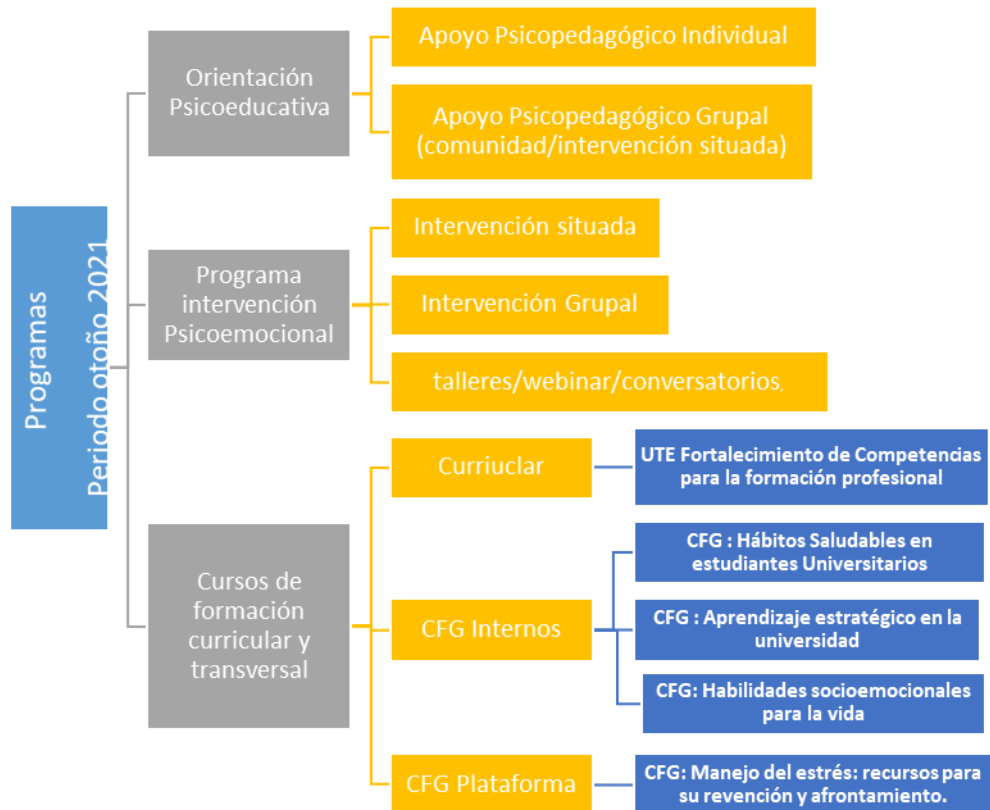 Programas
Periodo otoño 2021
Orientación
Psicoeducativa
Apoyo Psicopedagógico Individual
Apoyo Psicopedagógico Grupal
(comunidad/intervención situada)
Programa
intervención
Psicoemocional
Intervención situada
Intervención Grupal
talleres/webinar/conversatorios,
Cursos de
formación
curricular y
transversal
Curriuclar
UTE Fortalecimiento de Competencias
para la formación profesional
CFG Internos
CFG : Hábitos Saludables en
estudiantes Universitarios
CFG : Aprendizaje estratégico en la
universidad
CFG: Habilidades socioemocionales
para la vida
CFG Plataforma
CFG: Manejo del estrés: recursos para
su revención y afrontamiento.